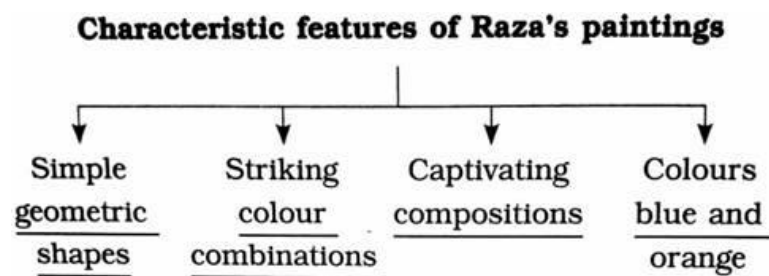 Characteristic features of Raza's paintings
Simple
geometric
shapes
Striking
colour
combinations
Captivating
compositions
Colours
blue and
orange